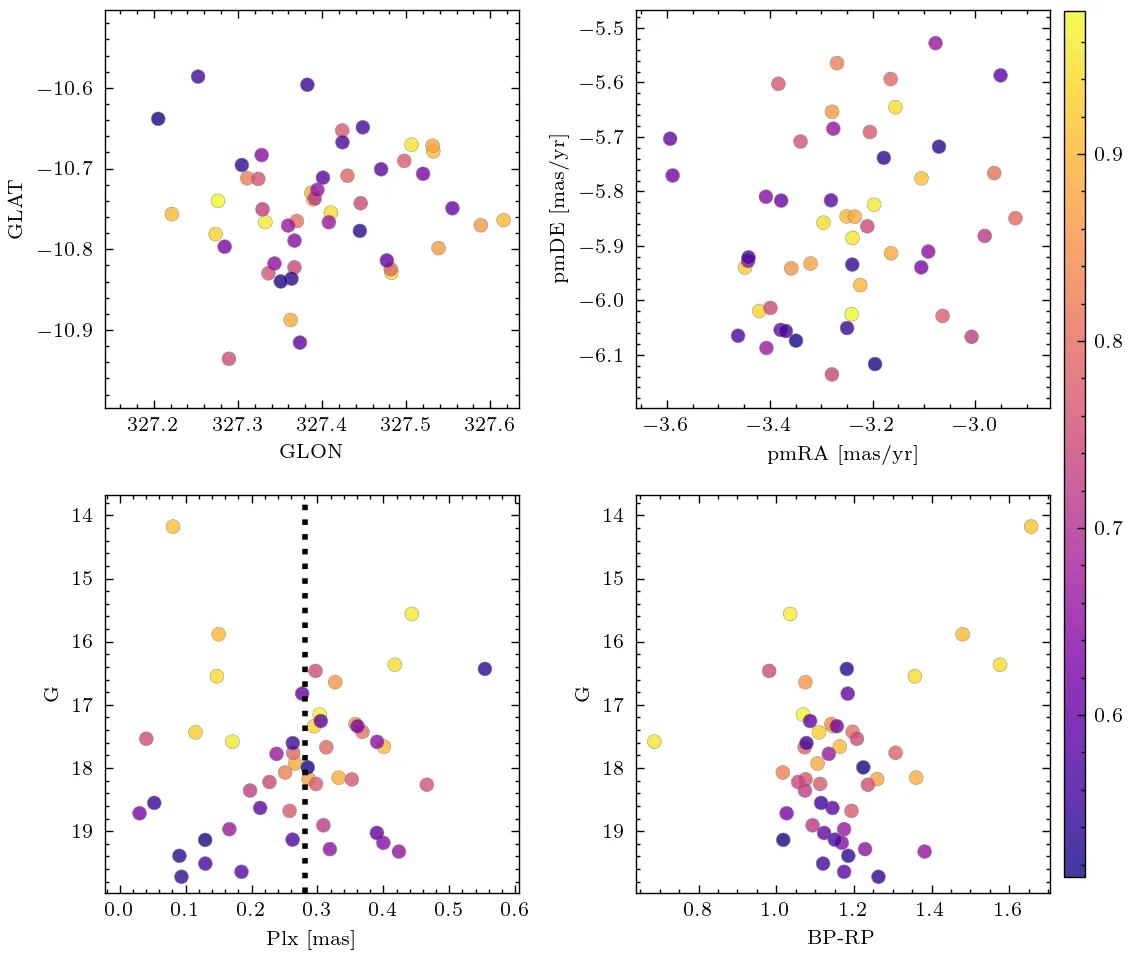 −10.6
−10.7
−10.8
−10.9
GLAT
327.2 327.3 327.4 327.5 327.6
GLON
−5.5
−5.6
−5.7
−5.8
−5.9
−6.0
−6.1
pmDE [mas/yr]
−3.6 −3.4 −3.2 −3.0
pmRA [mas/yr]
14
15
16
17
18
19
G
0.0 0.1 0.2 0.3 0.4 0.5 0.6
Plx [mas]
14
15
16
17
18
19
G
0.8 1.0 1.2 1.4 1.6
BP-RP
0.9
0.8
0.7
0.6